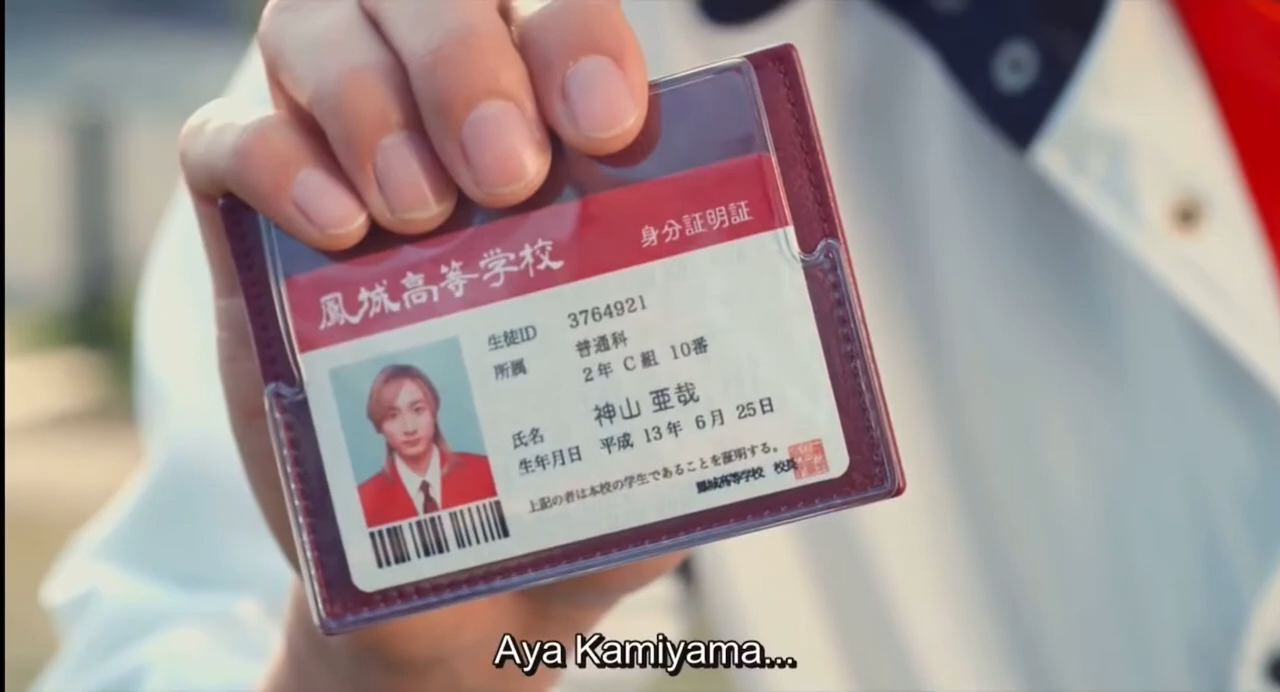 鳳城高等学校 身分証明証
生徒ID 3764921
所属 普通科
2年 C組 10番
氏名 神山 亜哉
生年月日 平成 13年 6月 25日
上記の者は本校の学生であることを証明する。
鳳城高等学校 校長
Aya Kamiyama...